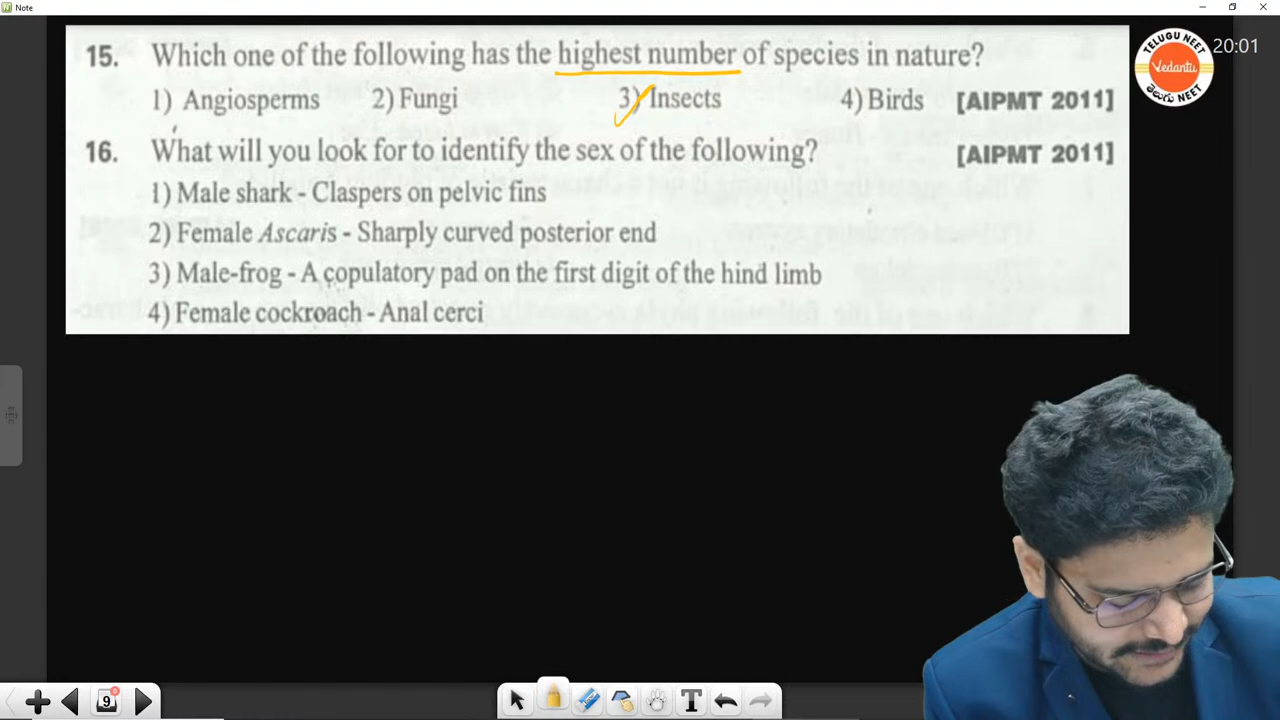 Note
15. Which one of the following has the highest number of species in nature?
1) Angiosperms 2) Fungi 3) Insects 4) Birds [AIPMT 2011]
16. What will you look for to identify the sex of the following? [AIPMT 2011]
1) Male shark - Claspers on pelvic fins
2) Female Ascaris - Sharply curved posterior end
3) Male-frog - A copulatory pad on the first digit of the hind limb
4) Female cockroach - Anal cerci
TELUGU NEET
Vedantu
తెలుగు NEET
20:01
9
0
T